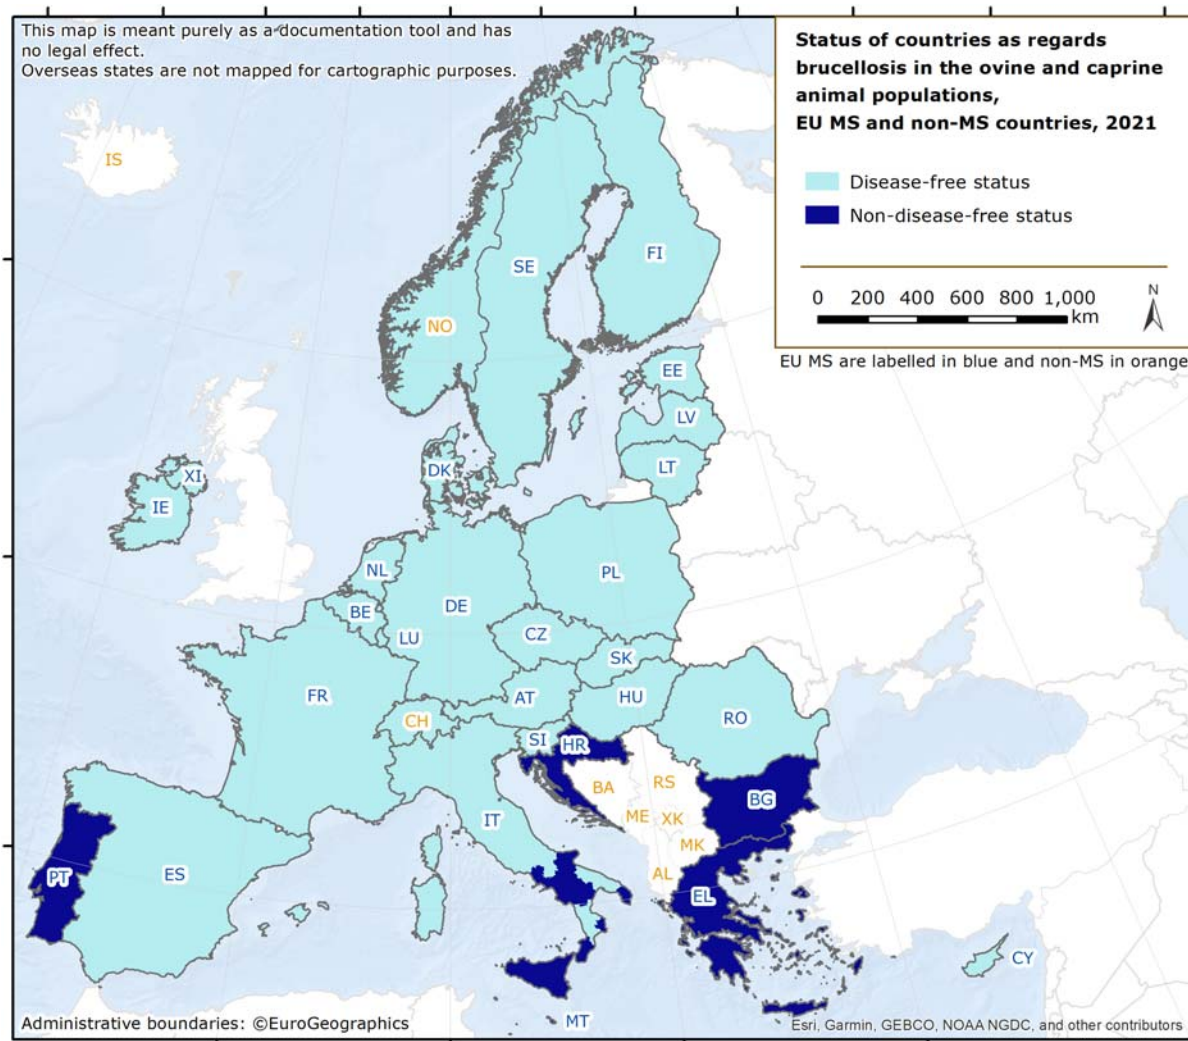 This map is meant purely as a documentation tool and has
no legal effect.
Overseas states are not mapped for cartographic purposes.
Status of countries as regards
brucellosis in the ovine and caprine
animal populations,
EU MS and non-MS countries, 2021
Disease-free status
Non-disease-free status
0 200 400 600 800 1,000
km
N
EU MS are labelled in blue and non-MS in orange
IS
SE
FI
NO
EE
LV
LT
DK
XI
IE
NL
PL
BE
DE
LU
CZ
SK
FR
AT
HU
CH
RO
SI
HR
BA
RS
BG
ME
XK
IT
MK
PT
ES
AL
EL
CY
MT
Administrative boundaries: ©EuroGeographics
Esri, Garmin, GEBCO, NOAA NGDC, and other contributors